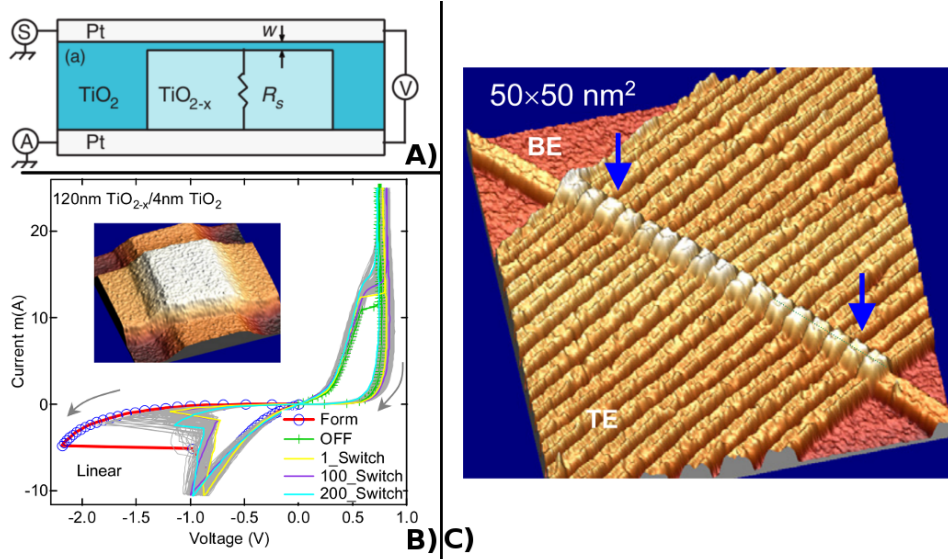 S
Pt
w
(a)
TiO2
TiO2-x
Rs
V
A
Pt
A)
120nm TiO2-x/4nm TiO2
20
10
0
-10
Current m(A)
Form
OFF
1_Switch
100_Switch
200_Switch
Linear
-2.0 -1.5 -1.0 -0.5 0.0 0.5 1.0
Voltage (V)
B)
50×50 nm2
BE
TE
C)